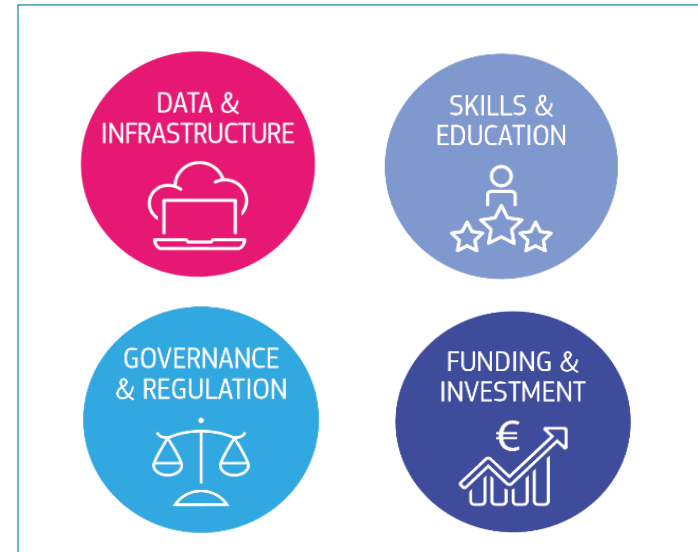 DATA &
INFRASTRUCTURE
SKILLS &
EDUCATION
GOVERNANCE
& REGULATION
FUNDING &
INVESTMENT
€